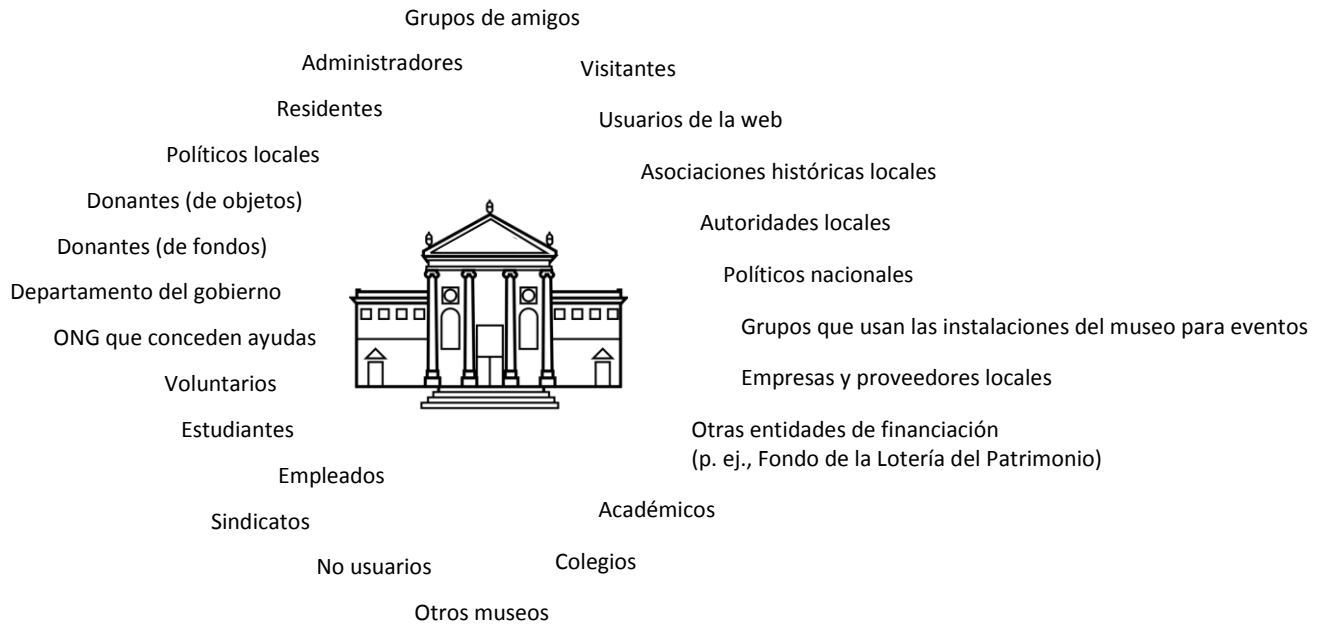 Grupos de amigos
Administradores
Visitantes
Residentes
Usuarios de la web
Políticos locales
Asociaciones históricas locales
Donantes (de objetos)
Autoridades locales
Donantes (de fondos)
Políticos nacionales
Departamento del gobierno
Grupos que usan las instalaciones del museo para eventos
ONG que conceden ayudas
Voluntarios
Empresas y proveedores locales
Estudiantes
Otras entidades de financiación
(p. ej., Fondo de la Lotería del Patrimonio)
Empleados
Académicos
Sindicatos
No usuarios
Colegios
Otros museos